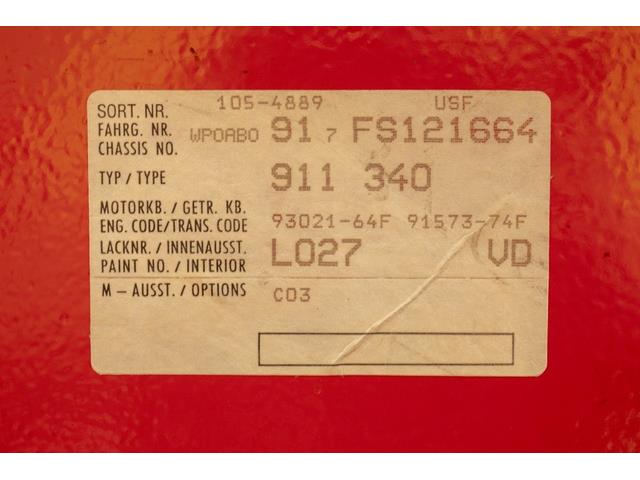 SORT. NR. 105-4889 USF
FAHRG. NR.
CHASSIS NO. WPOABO 91 7 FS121664
TYP / TYPE 911 340
MOTORKB. / GETR. KB.
ENG. CODE/TRANS. CODE 93021-64F 91573-74F
LACKNR. / INNENAUSST. L027 VD
PAINT NO. / INTERIOR
M – AUSST. / OPTIONS C03